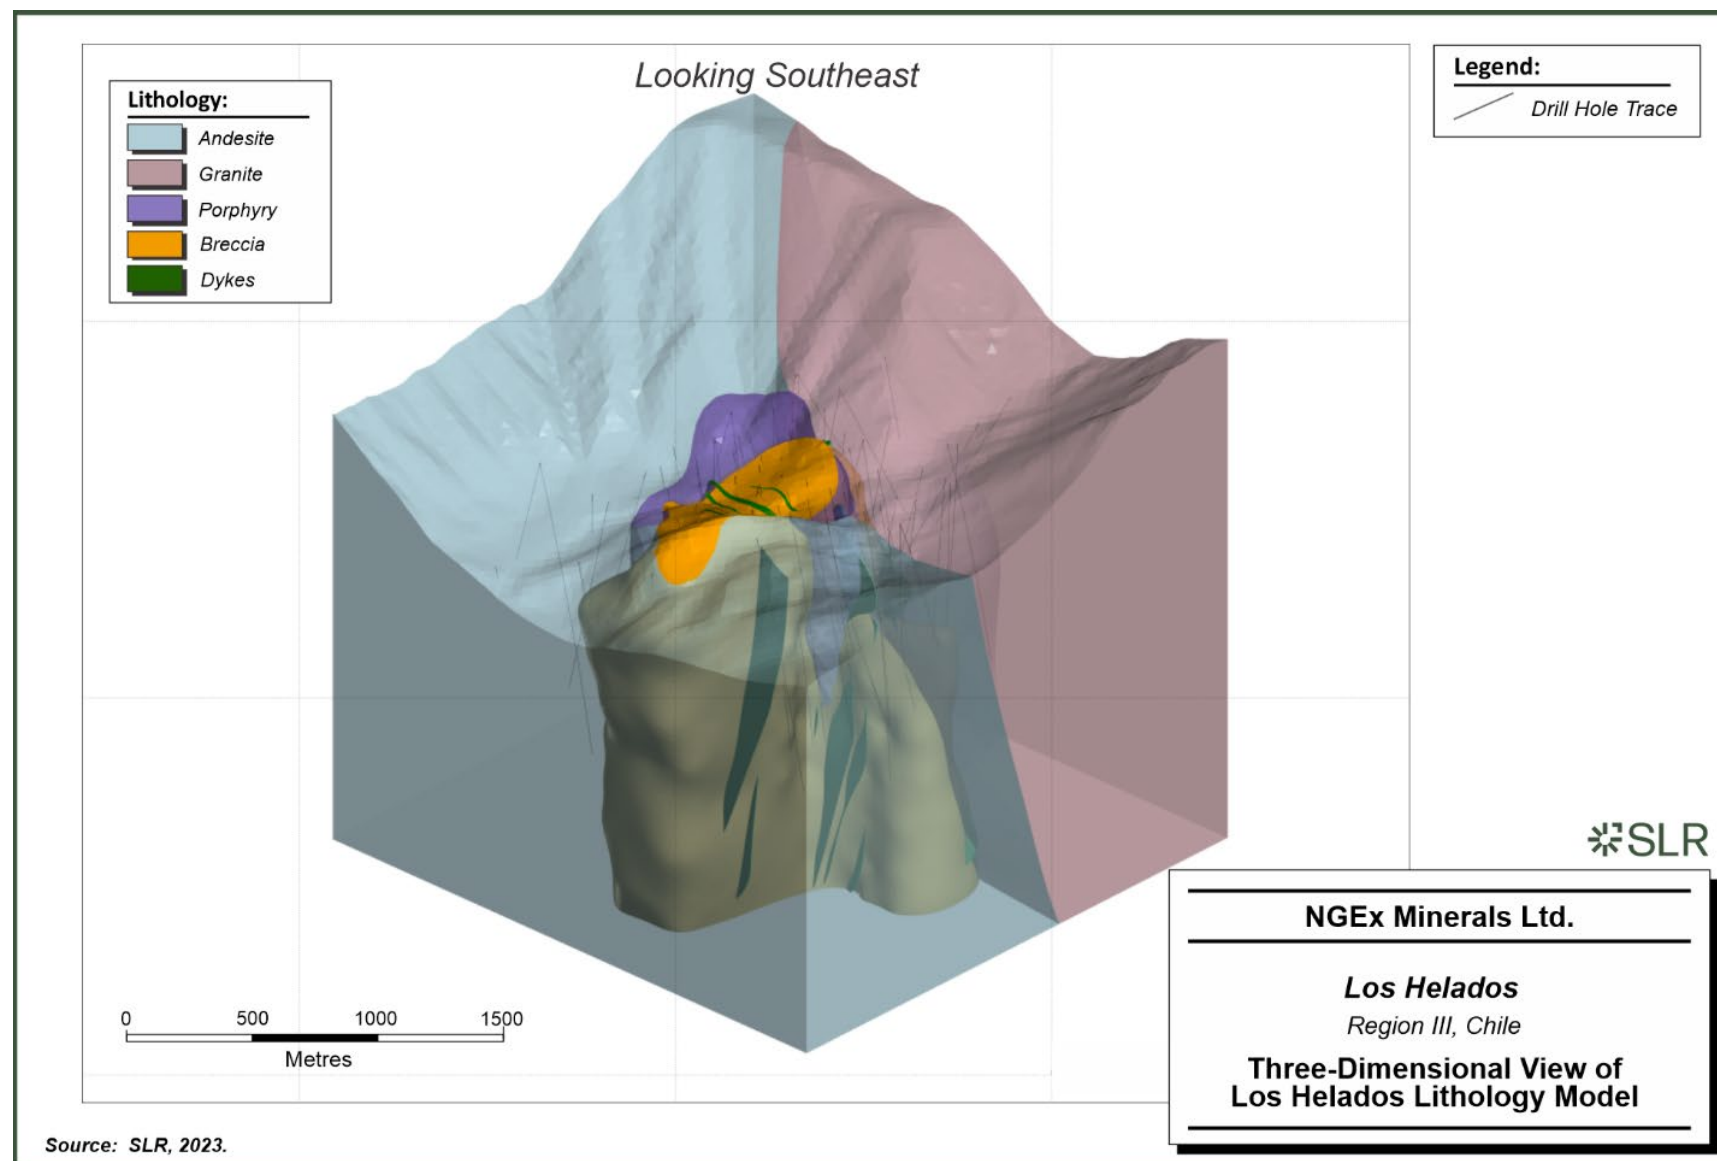 Looking Southeast
Lithology:
Andesite
Granite
Porphyry
Breccia
Dykes
Legend:
Drill Hole Trace
0 500 1000 1500
Metres
SLR
NGEx Minerals Ltd.
Los Helados
Region III, Chile
Three-Dimensional View of
Los Helados Lithology Model
Source: SLR, 2023.